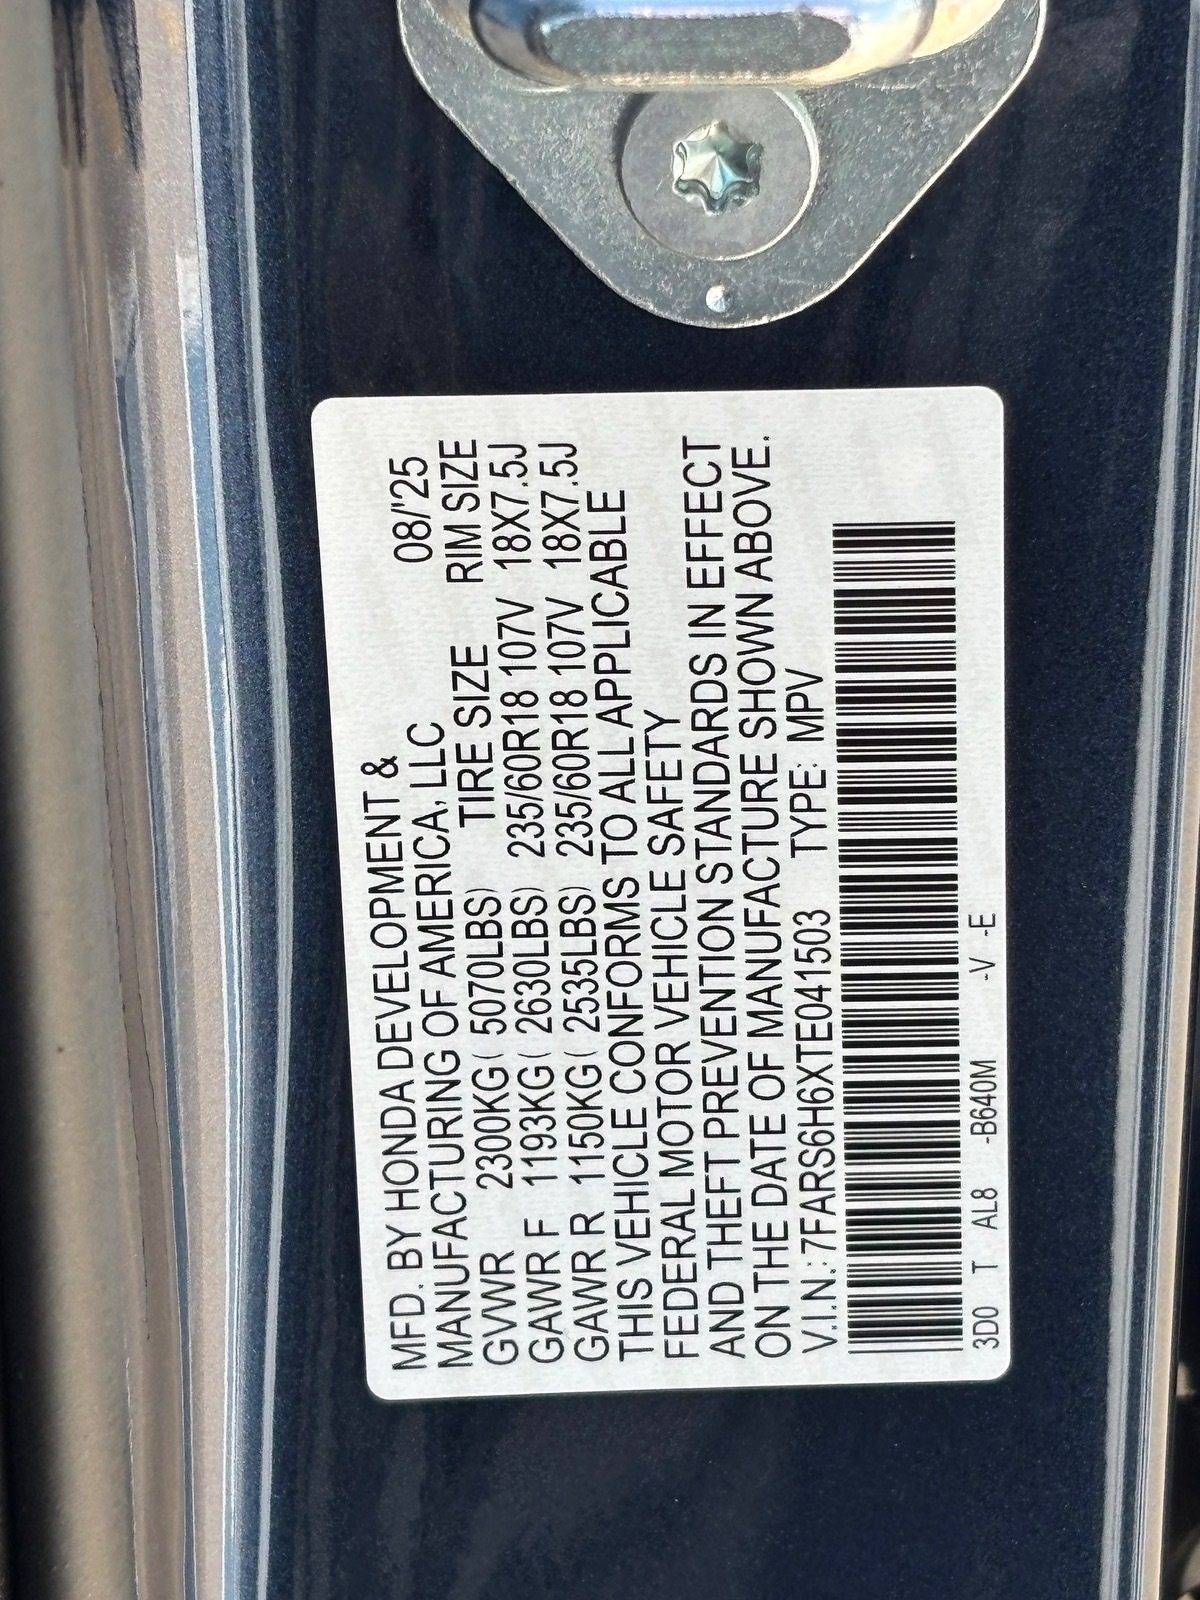 MFD. BY HONDA DEVELOPMENT & 08/'25
MANUFACTURING OF AMERICA, LLC
TIRE SIZE RIM SIZE
GVWR 2300KG( 5070LBS)
GAWR F 1193KG( 2630LBS) 235/60R18 107V 18X7.5J
GAWR R 1150KG( 2535LBS) 235/60R18 107V 18X7.5J
THIS VEHICLE CONFORMS TO ALL APPLICABLE
FEDERAL MOTOR VEHICLE SAFETY
AND THEFT PREVENTION STANDARDS IN EFFECT
ON THE DATE OF MANUFACTURE SHOWN ABOVE.
V.I.N.: 7FARS6H6XTE041503 TYPE: MPV
3D0 T AL8 -B640M -V -E